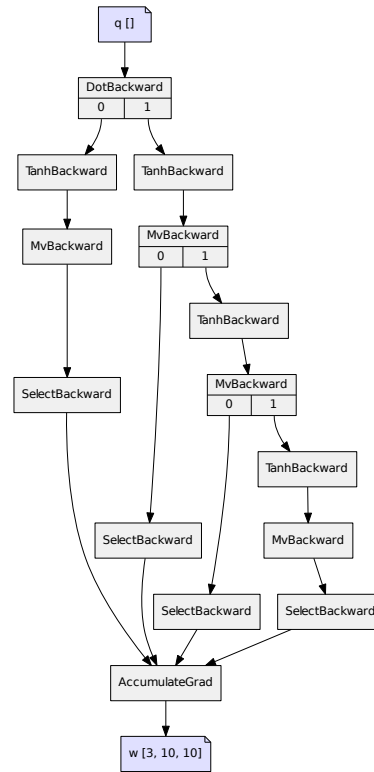 q []
DotBackward
0 1
TanhBackward TanhBackward
MvBackward MvBackward
0 1
TanhBackward
SelectBackward MvBackward
0 1
TanhBackward
SelectBackward MvBackward
SelectBackward SelectBackward
AccumulateGrad
w [3, 10, 10]